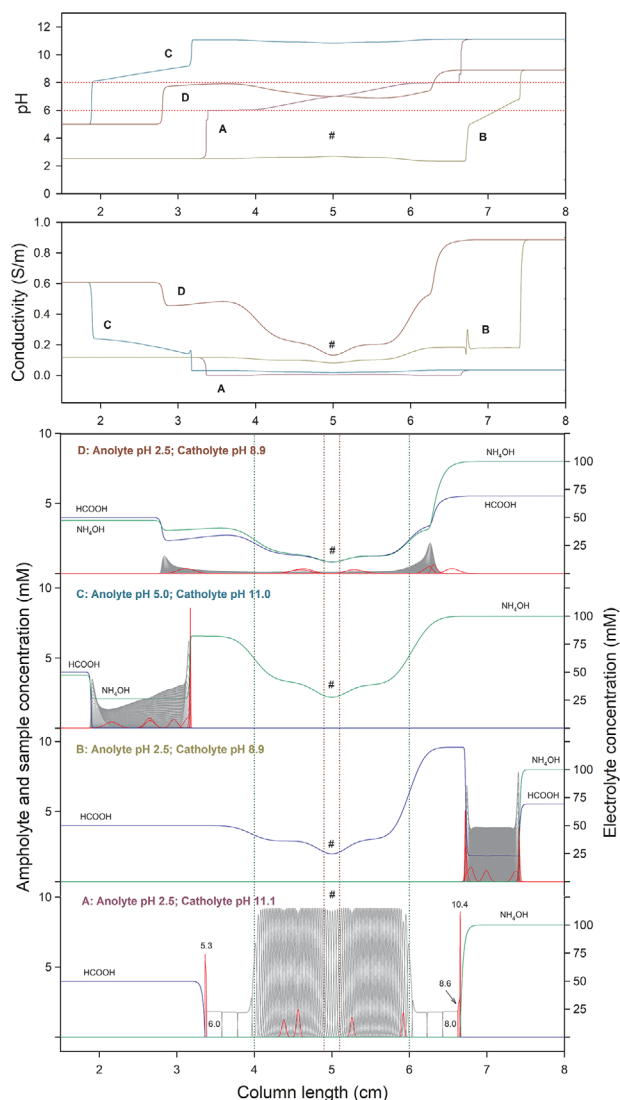 12
10
8
6
4
2
0
pH
C
D
A
#
B
2
3
4
5
6
7
8
1.0
0.8
0.6
0.4
0.2
0.0
Conductivity (S/m)
D
C
#
B
A
2
3
4
5
6
7
8
Ampholyte and sample concentration (mM)
Electrolyte concentration (mM)
10
5
D: Anolyte pH 2.5; Catholyte pH 8.9
NH₄OH
HCOOH
HCOOH
NH₄OH
#
100
75
50
25
10
5
C: Anolyte pH 5.0; Catholyte pH 11.0
NH₄OH
HCOOH
NH₄OH
#
100
75
50
25
10
5
B: Anolyte pH 2.5; Catholyte pH 8.9
NH₄OH
HCOOH
HCOOH
#
100
75
50
25
#
10
5
A: Anolyte pH 2.5; Catholyte pH 11.1
10.4
NH₄OH
5.3
8.6
HCOOH
6.0
8.0
100
75
50
25
2
3
4
5
6
7
8
Column length (cm)